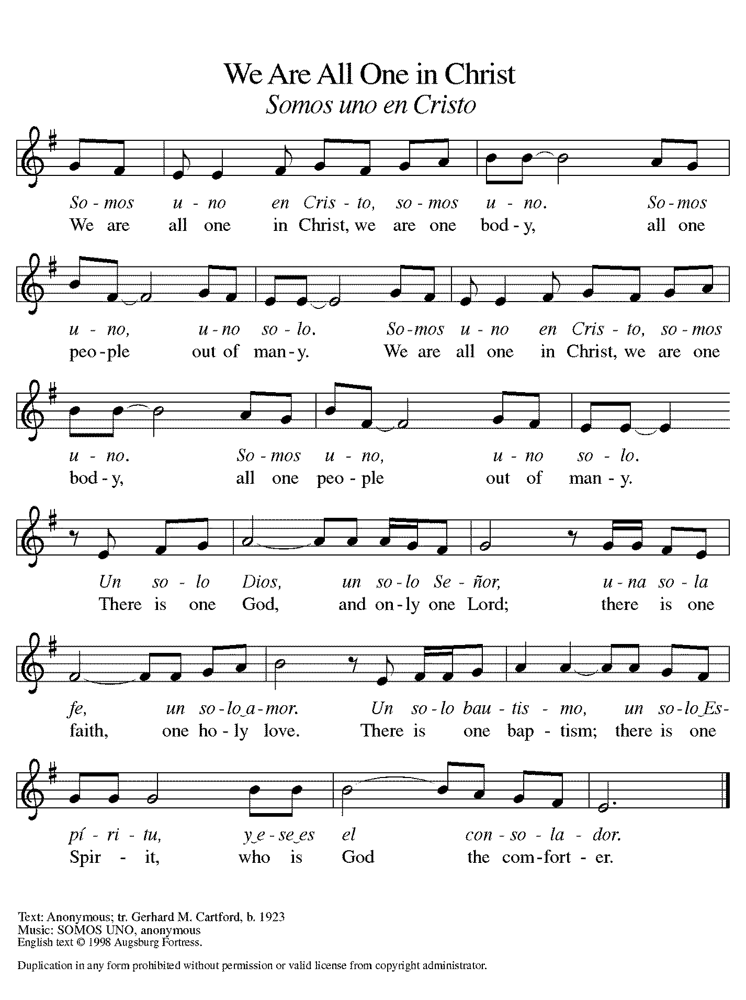 We Are All One in Christ
Somos uno en Cristo
So - mos u - no en Cris - to, so - mos u - no. So - mos
We are all one in Christ, we are one bod - y, all one
u - no, u - no so - lo. So - mos u - no en Cris - to, so - mos
peo - ple out of man - y. We are all one in Christ, we are one
u - no. So - mos u - no, u - no so - lo.
bod - y, all one peo - ple out of man - y.
Un so - lo Dios, un so - lo Se - ñor, u - na so - la
There is one God, and on - ly one Lord; there is one
fe, un so - lo‿a - mor. Un so - lo bau - tis - mo, un so - lo‿Es -
faith, one ho - ly love. There is one bap - tism; there is one
pí - ri - tu, y‿e - se‿es el con - so - la - dor.
Spir - it, who is God the com - fort - er.
Text: Anonymous; tr. Gerhard M. Cartford, b. 1923
Music: SOMOS UNO, anonymous
English text © 1998 Augsburg Fortress.
Duplication in any form prohibited without permission or valid license from copyright administrator.